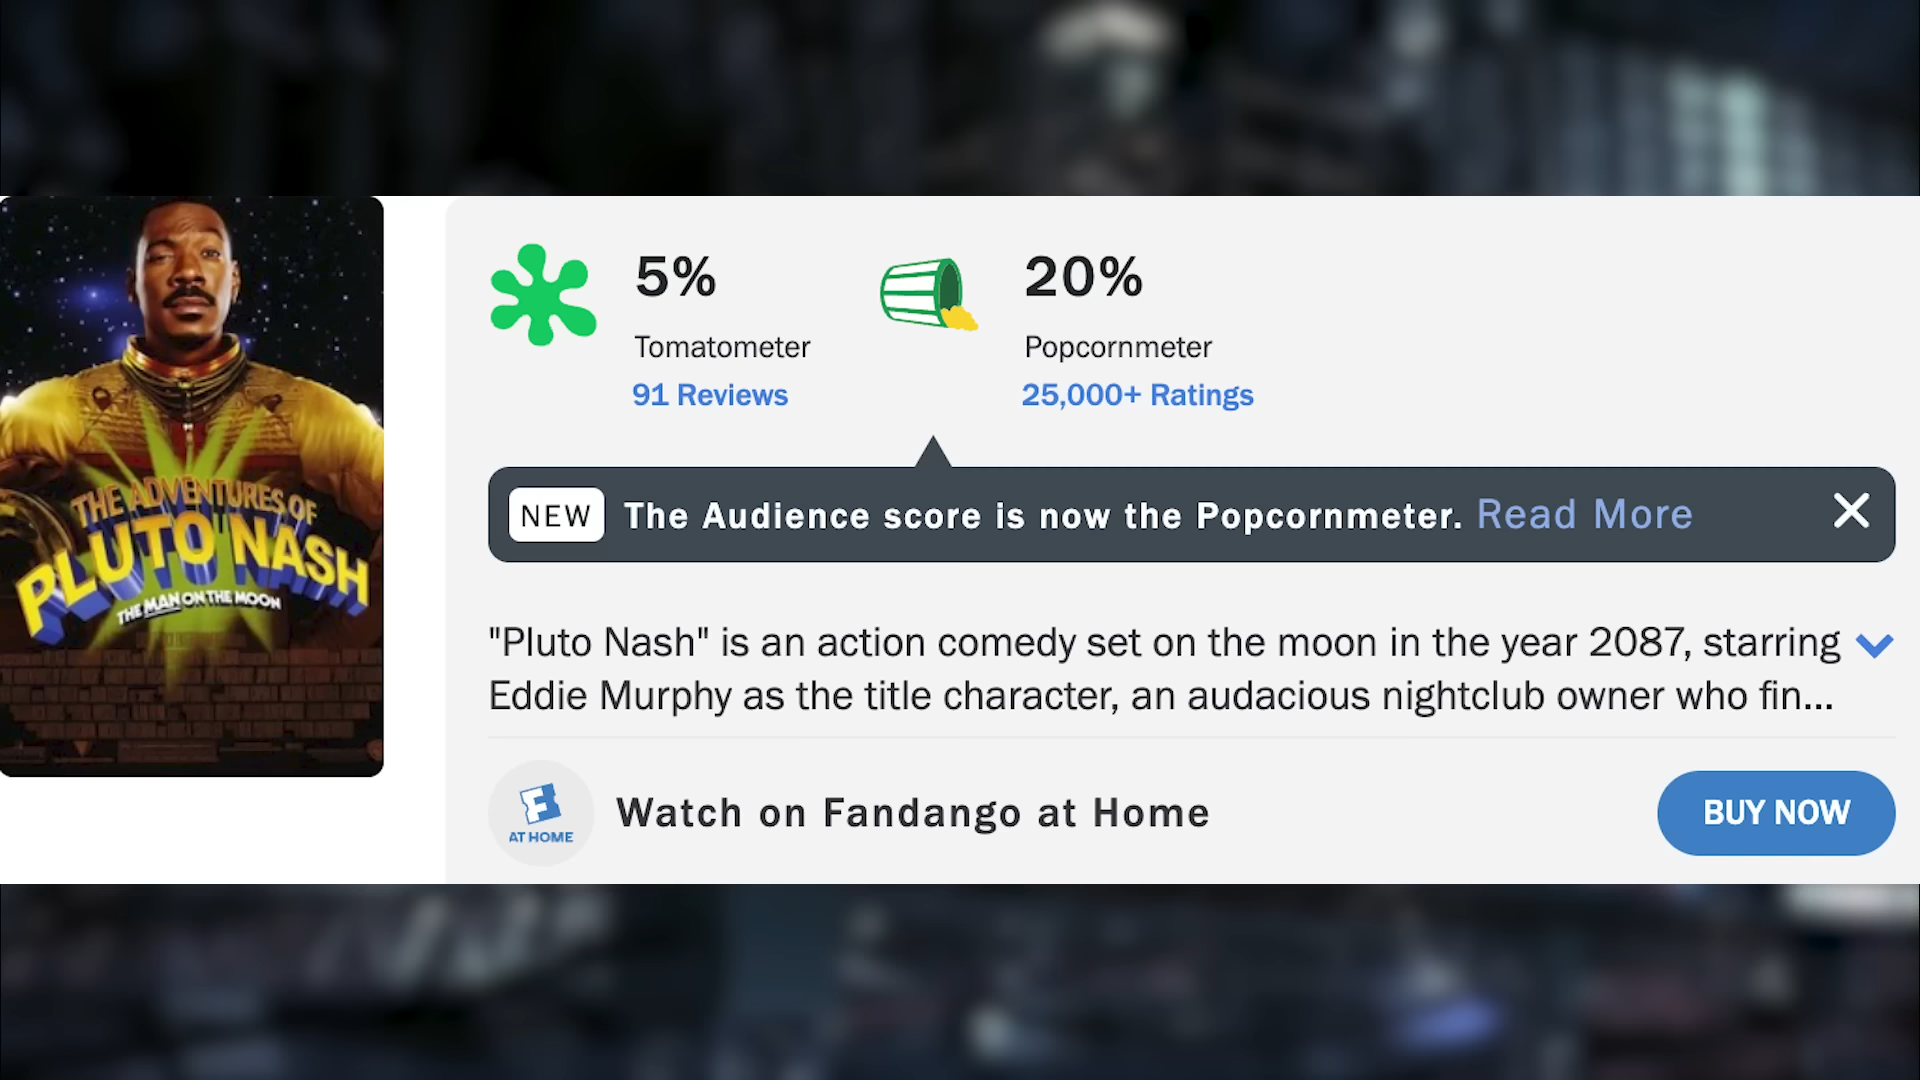 THE ADVENTURES OF
PLUTO NASH
THE MAN ON THE MOON
5%
Tomatometer
91 Reviews
20%
Popcornmeter
25,000+ Ratings
NEW The Audience score is now the Popcornmeter. Read More
"Pluto Nash" is an action comedy set on the moon in the year 2087, starring
Eddie Murphy as the title character, an audacious nightclub owner who fin...
F
AT HOME
Watch on Fandango at Home
BUY NOW